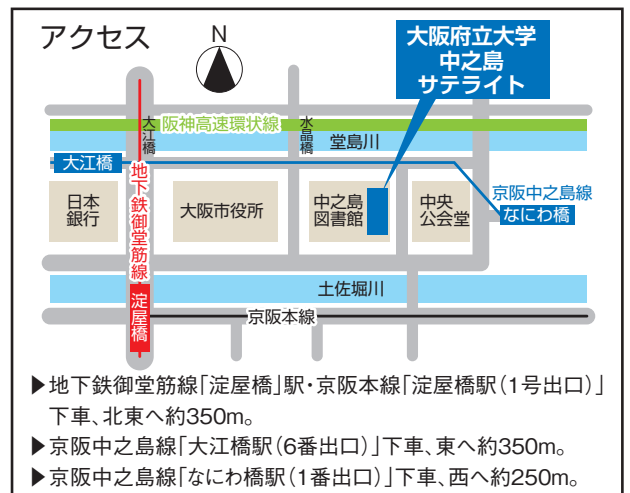 アクセス
N
大阪府立大学
中之島
サテライト
大江橋
阪神高速環状線
水晶橋
堂島川
大江橋
地下鉄御堂筋線
京阪中之島線
なにわ橋
日本
銀行
大阪市役所
中之島
図書館
中央
公会堂
土佐堀川
淀屋橋
京阪本線
▶地下鉄御堂筋線「淀屋橋」駅・京阪本線「淀屋橋駅(1号出口)」
下車、北東へ約350m。
▶京阪中之島線「大江橋駅(6番出口)」下車、東へ約350m。
▶京阪中之島線「なにわ橋駅(1番出口)」下車、西へ約250m。